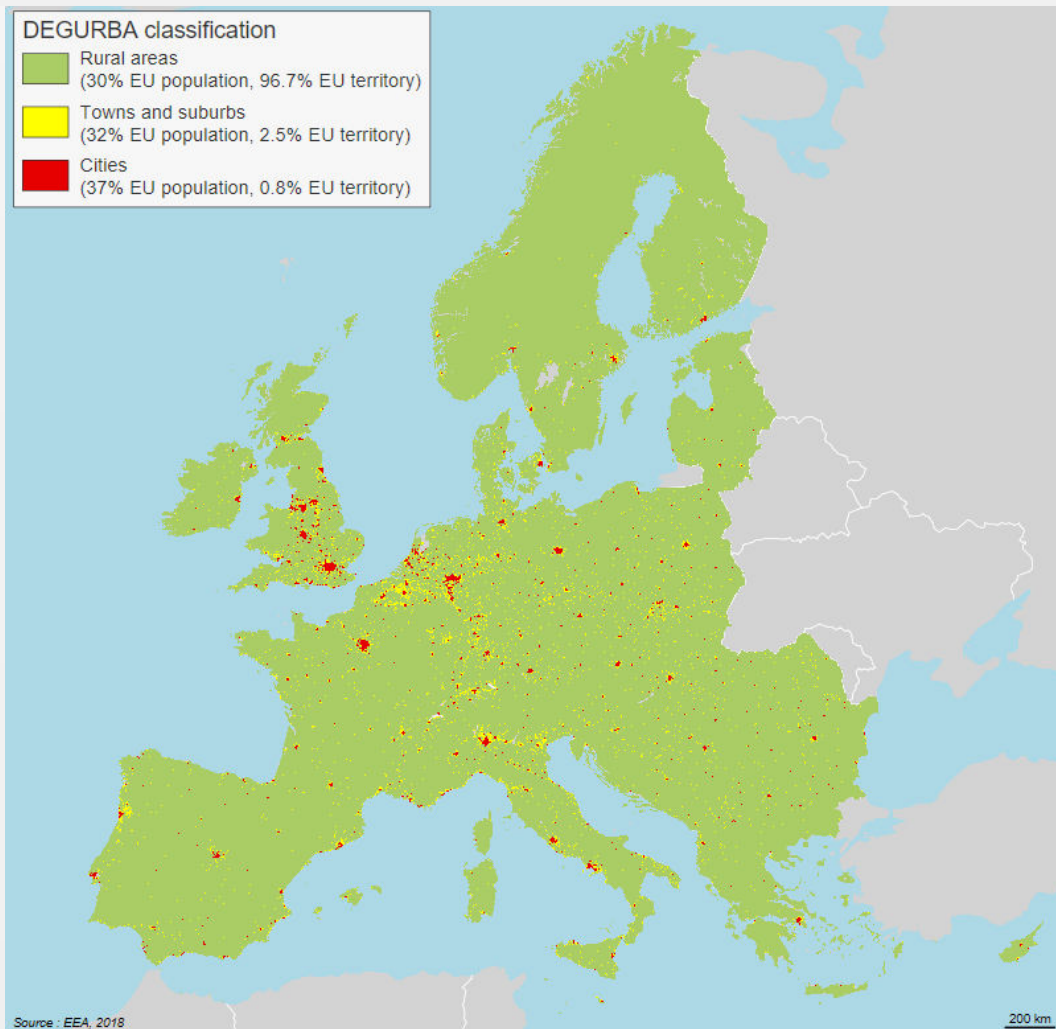 DEGURBA classification
Rural areas
(30% EU population, 96.7% EU territory)
Towns and suburbs
(32% EU population, 2.5% EU territory)
Cities
(37% EU population, 0.8% EU territory)
Source : EEA, 2018
200 km